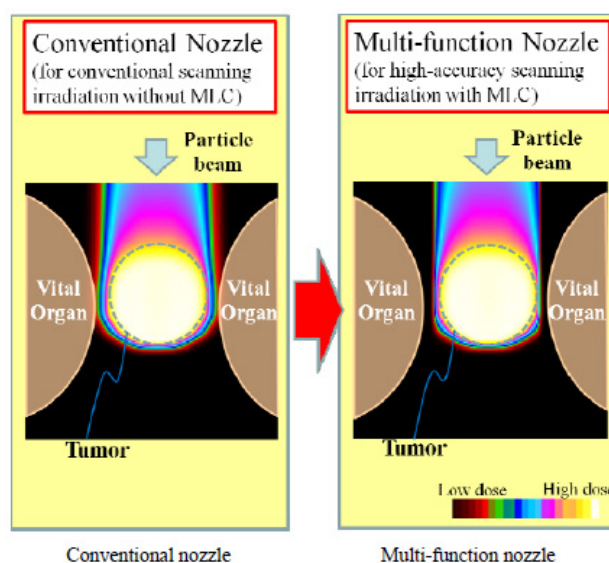 Conventional Nozzle
(for conventional scanning
irradiation without MLC)
Particle
beam
Vital
Organ
Vital
Organ
Tumor
Conventional nozzle
Multi-function Nozzle
(for high-accuracy scanning
irradiation with MLC)
Particle
beam
Vital
Organ
Vital
Organ
Tumor
Low dose
High dose
Multi-function nozzle